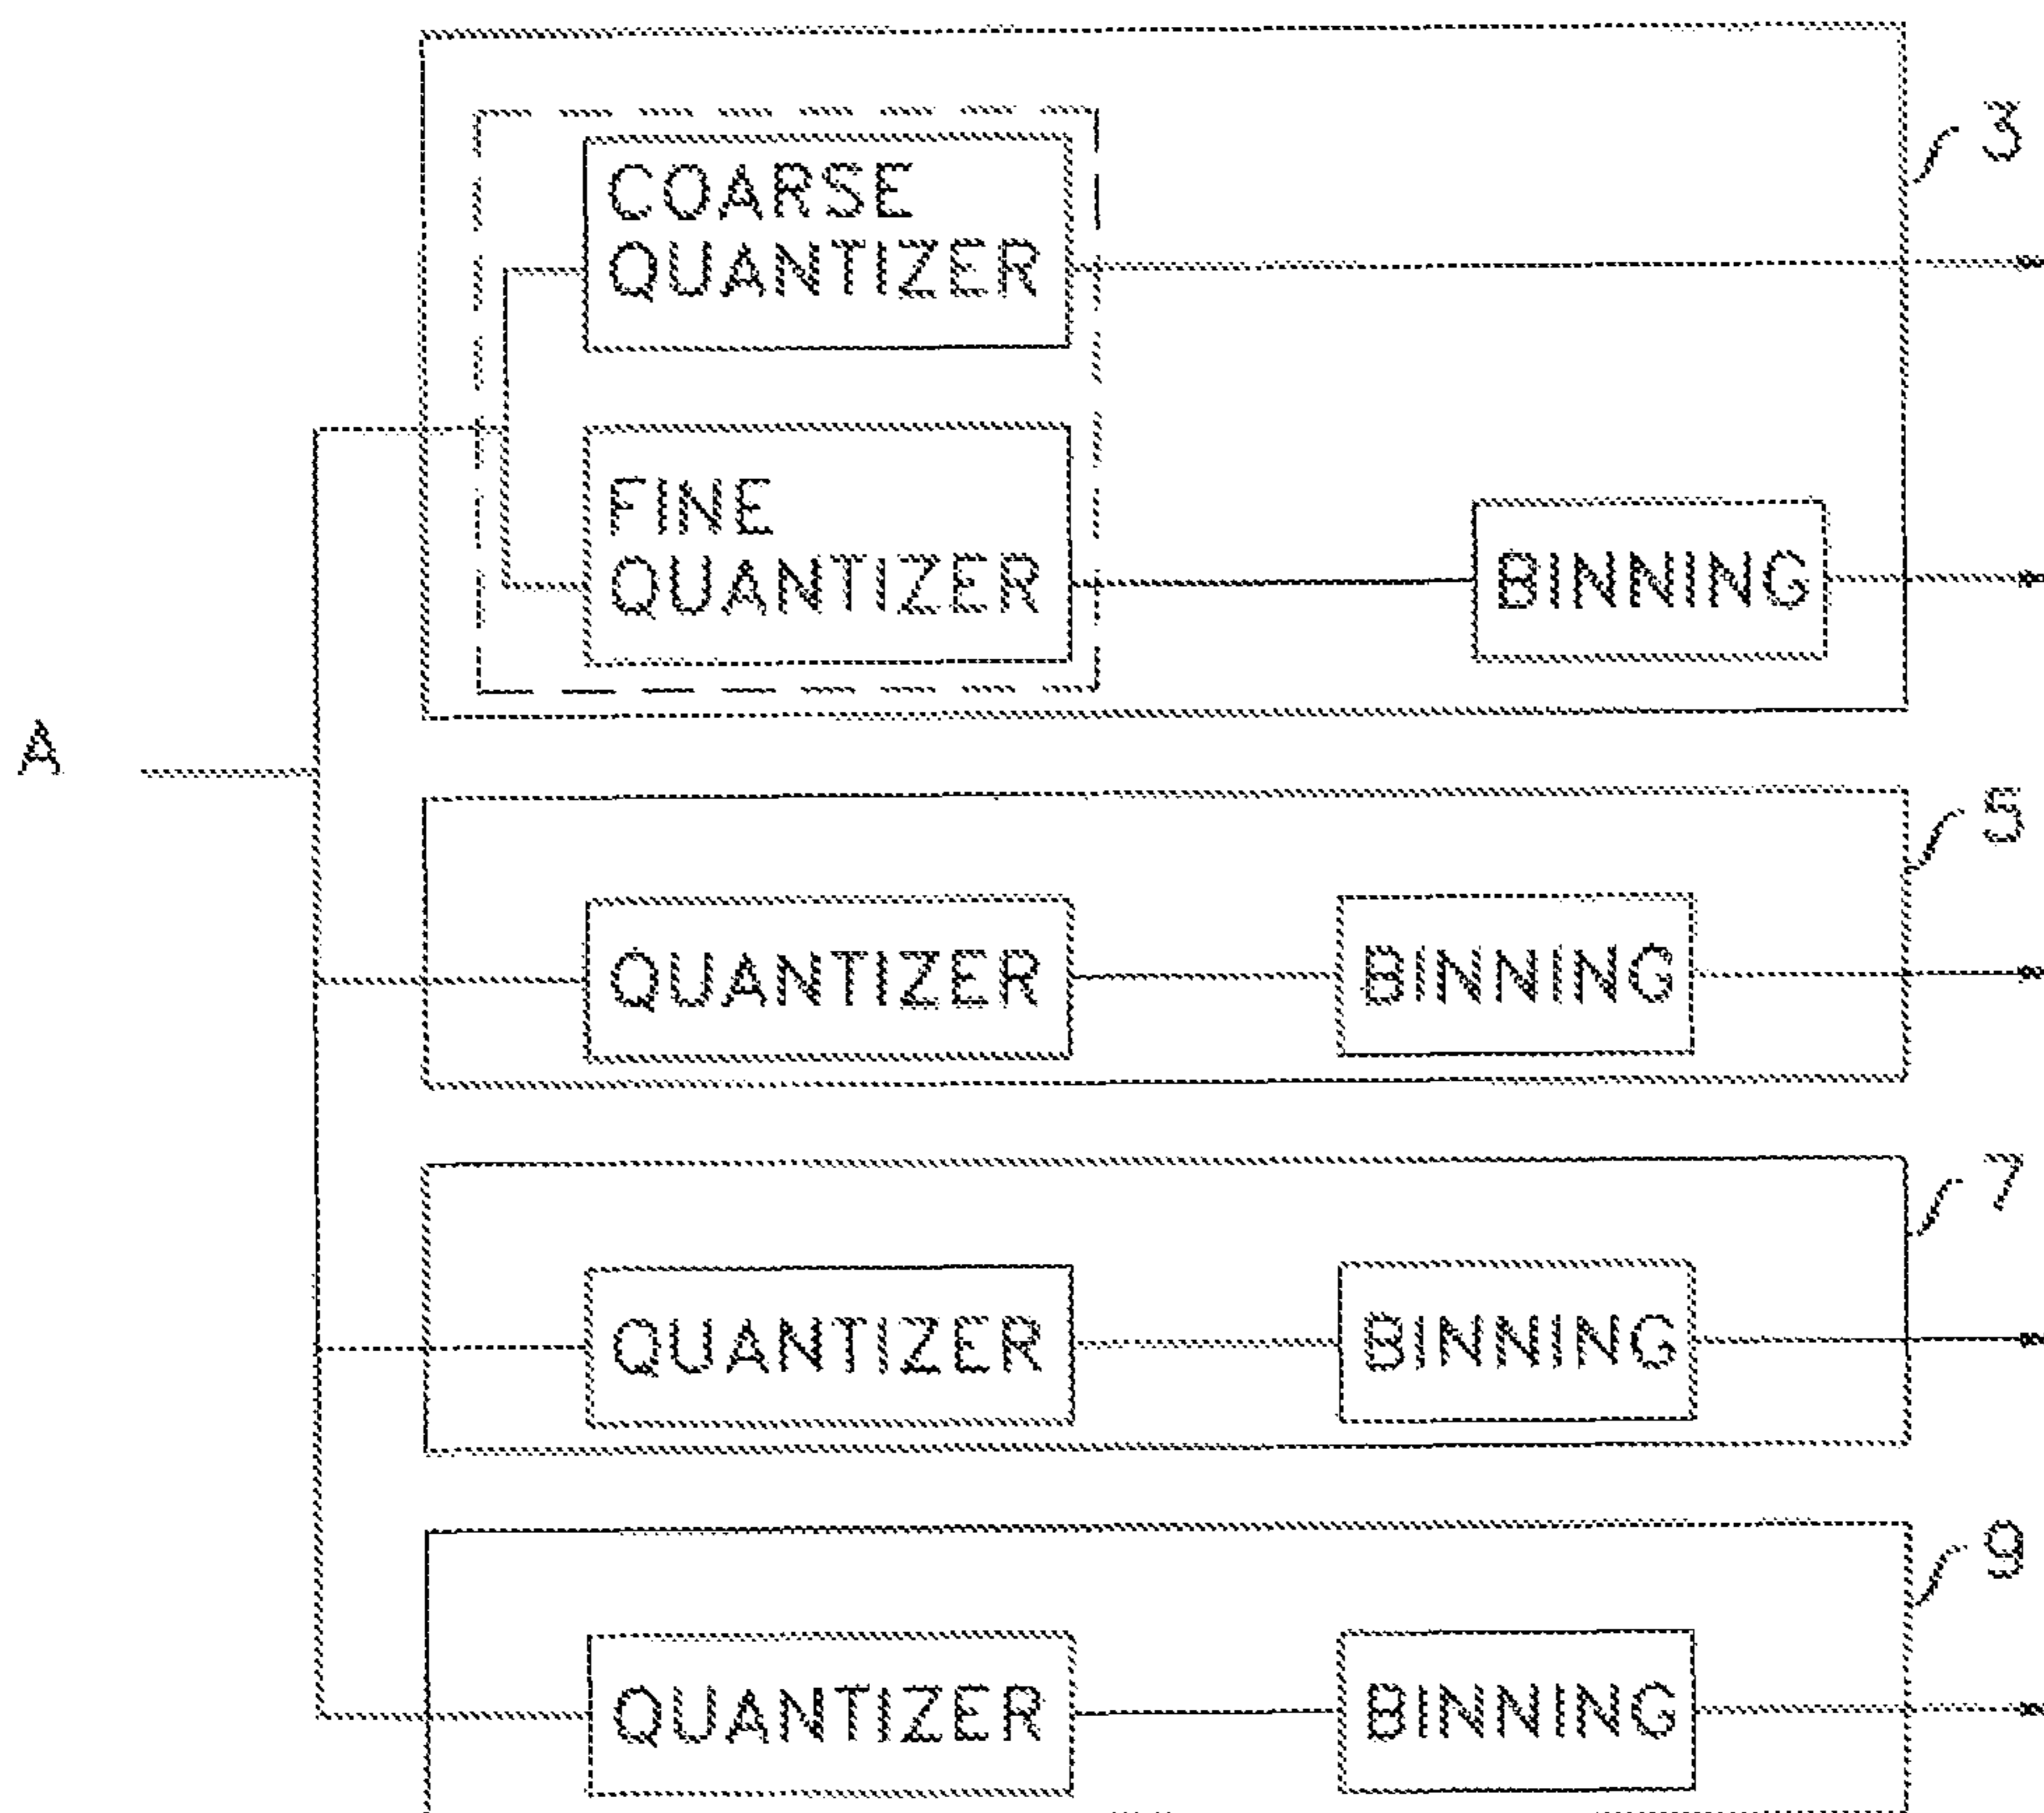 3
COARSE
QUANTIZER
FINE
QUANTIZER
BINNING
A
5
QUANTIZER BINNING
7
QUANTIZER BINNING
9
QUANTIZER BINNING